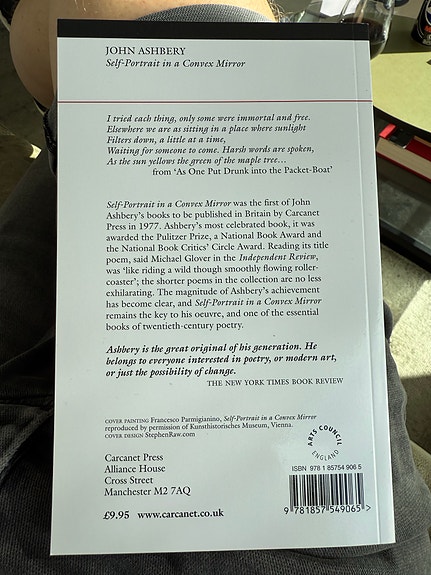 JOHN ASHBERY
Self-Portrait in a Convex Mirror
I tried each thing, only some were immortal and free.
Elsewhere we are as sitting in a place where sunlight
Filters down, a little at a time,
Waiting for someone to come. Harsh words are spoken,
As the sun yellows the green of the maple tree…
from ‘As One Put Drunk into the Packet-Boat’
Self-Portrait in a Convex Mirror was the first of John
Ashbery’s books to be published in Britain by Carcanet
Press in 1977. Ashbery’s most celebrated book, it was
awarded the Pulitzer Prize, a National Book Award and
the National Book Critics’ Circle Award. Reading its title
poem, said Michael Glover in the Independent Review,
was ‘like riding a wild though smoothly flowing roller-
coaster’; the shorter poems in the collection are no less
exhilarating. The magnitude of Ashbery’s achievement
has become clear, and Self-Portrait in a Convex Mirror
remains the key to his oeuvre, and one of the essential
books of twentieth-century poetry.
Ashbery is the great original of his generation. He
belongs to everyone interested in poetry, or modern art,
or just the possibility of change.
THE NEW YORK TIMES BOOK REVIEW
COVER PAINTING Francesco Parmigianino, Self-Portrait in a Convex Mirror
reproduced by permission of Kunsthistorisches Museum, Vienna.
COVER DESIGN StephenRaw.com
ARTS COUNCIL
ENGLAND
Carcanet Press
Alliance House
Cross Street
Manchester M2 7AQ
£9.95 www.carcanet.co.uk
ISBN 978 1 85754 906 5
9 781857 549065 >